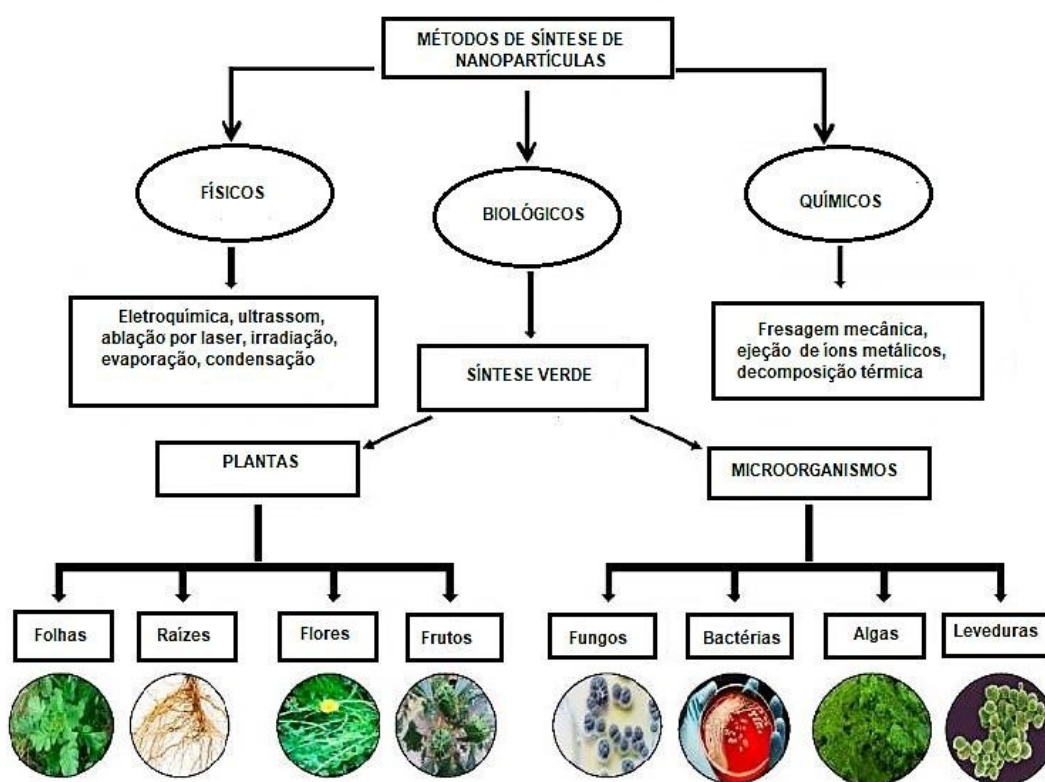 MÉTODOS DE SÍNTESE DE
NANOPARTÍCULAS
FÍSICOS
BIOLÓGICOS
QUÍMICOS
Eletroquímica, ultrassom,
ablação por laser, irradiação,
evaporação, condensação
Fresagem mecânica,
ejeção de íons metálicos,
decomposição térmica
SÍNTESE VERDE
PLANTAS
MICROORGANISMOS
Folhas
Raízes
Flores
Frutos
Fungos
Bactérias
Algas
Leveduras